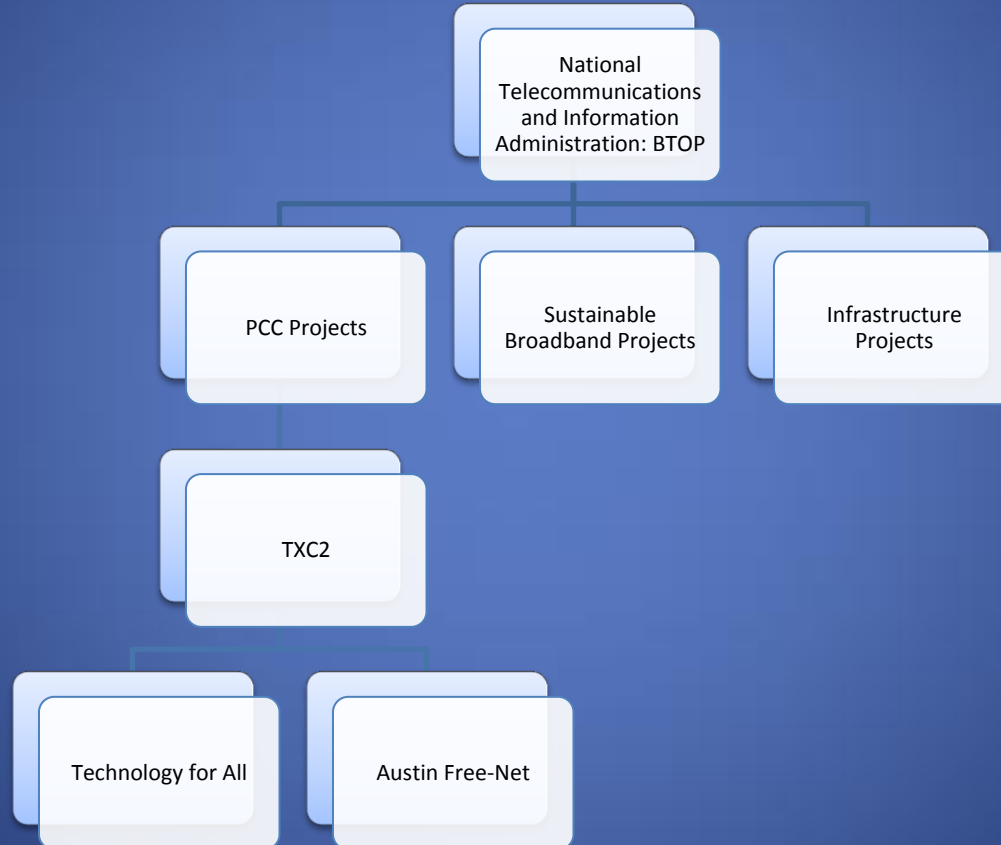 National
Telecommunications
and Information
Administration: BTOP
PCC Projects
Sustainable
Broadband Projects
Infrastructure
Projects
TXC2
Technology for All
Austin Free-Net